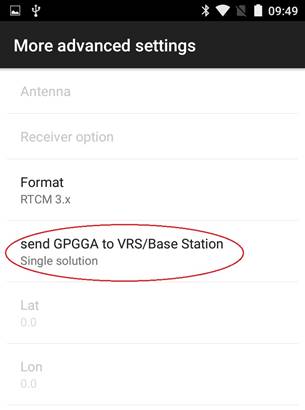 09:49
More advanced settings
Antenna
Receiver option
Format
RTCM 3.x
send GPGGA to VRS/Base Station
Single solution
Lat
0.0
Lon
0.0